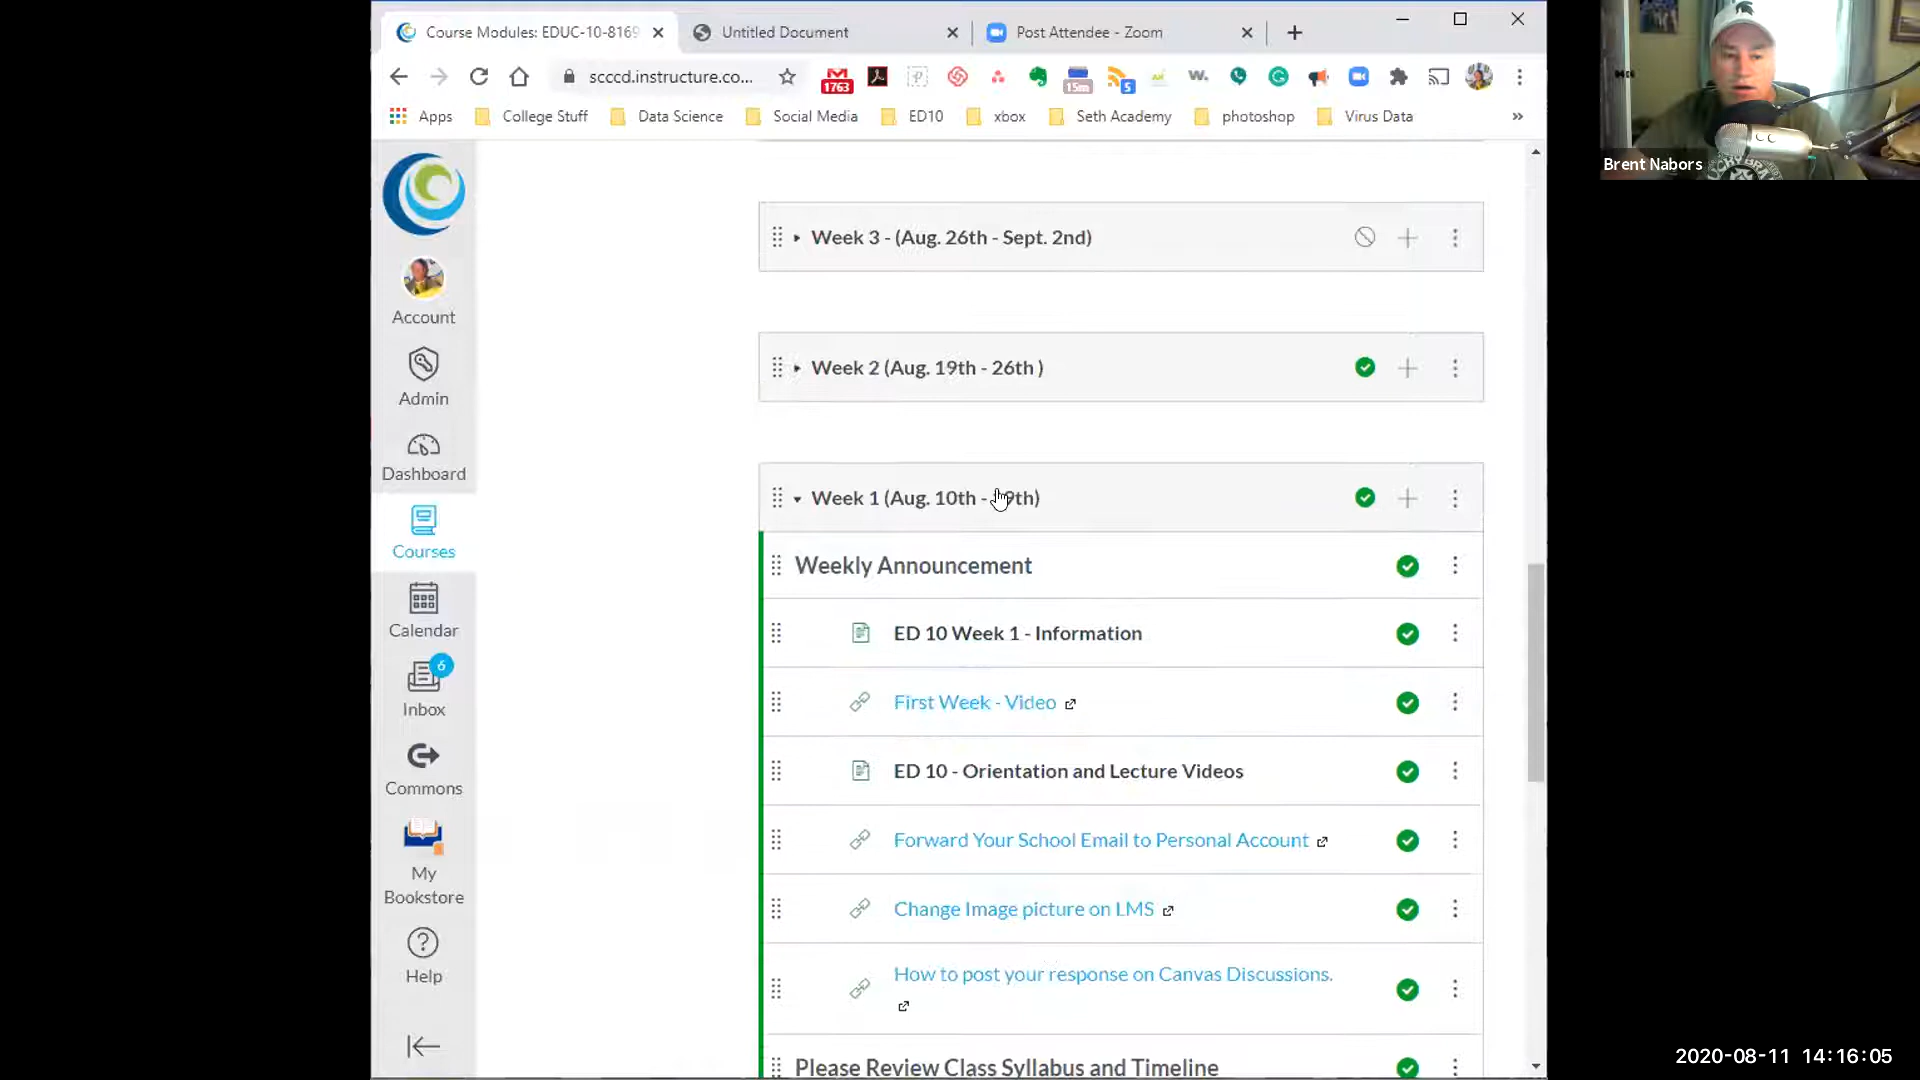 Course Modules: EDUC-10-8169
Untitled Document
Post Attendee - Zoom
scccd.instructure.co...
1763
15m
5
Apps
College Stuff
Data Science
Social Media
ED10
xbox
Seth Academy
photoshop
Virus Data
Brent Nabors
Account
Admin
Dashboard
Courses
Calendar
6
Inbox
Commons
My
Bookstore
Help
Week 3 - (Aug. 26th - Sept. 2nd)
Week 2 (Aug. 19th - 26th )
Week 1 (Aug. 10th - 9th)
Weekly Announcement
ED 10 Week 1 - Information
First Week - Video
ED 10 - Orientation and Lecture Videos
Forward Your School Email to Personal Account
Change Image picture on LMS
How to post your response on Canvas Discussions.
Please Review Class Syllabus and Timeline
2020-08-11 14:16:05